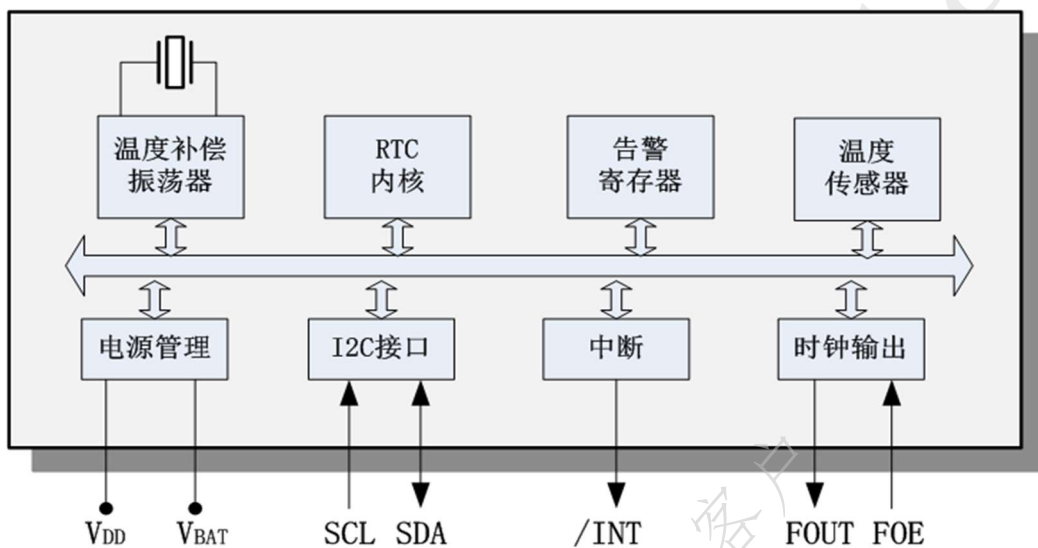 温度补偿
振荡器
RTC
内核
告警
寄存器
温度
传感器
电源管理
I2C接口
中断
时钟输出
VDD
VBAT
SCL
SDA
/INT
FOUT
FOE
客户